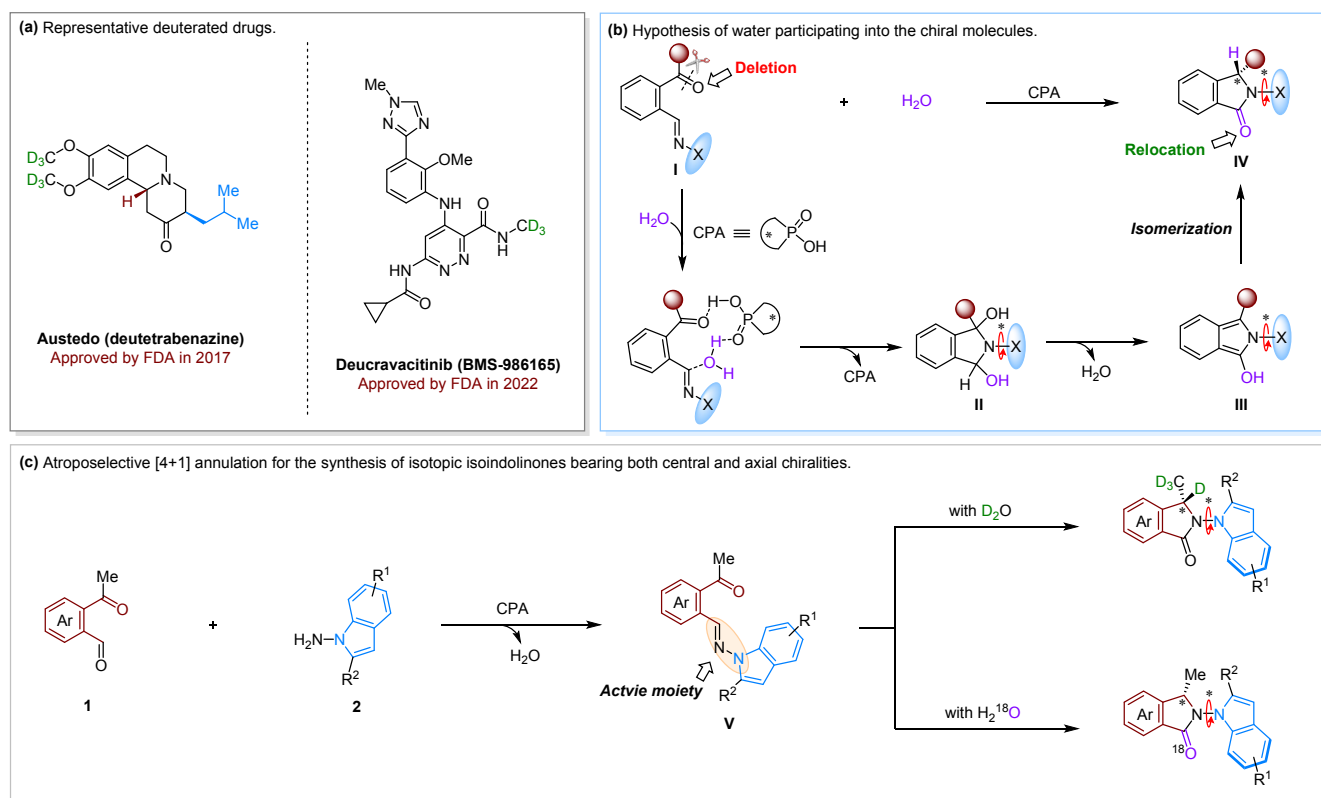 (a) Representative deuterated drugs.
Me
N
N
N
N
OMe
D3C
O
D3C
O
N
H
O
Me
Me
NH
O
N
H
CD3
N
N
HN
O
Austedo (deutetrabenazine)
Approved by FDA in 2017
Deucravacitinib (BMS-986165)
Approved by FDA in 2022
(b) Hypothesis of water participating into the chiral molecules.
O
Deletion
N
X
I
+
H2O
CPA
H
*
*
N
X
O
Relocation
IV
H2O
CPA ≡
*
P
O
OH
Isomerization
O
H
O
P
O
*
H
O
H
N
X
CPA
OH
*
N
X
H
OH
II
H2O
*
N
X
OH
III
(c) Atroposelective [4+1] annulation for the synthesis of isotopic isoindolinones bearing both central and axial chiralities.
Me
O
Ar
O
1
+
R1
H2N
N
R2
2
CPA
H2O
Me
O
Ar
N
N
R1
R2
Actvie moiety
V
with D2O
D3C
D
*
*
R2
Ar
N
N
O
R1
with H218O
Me
*
*
R2
Ar
N
N
18O
R1